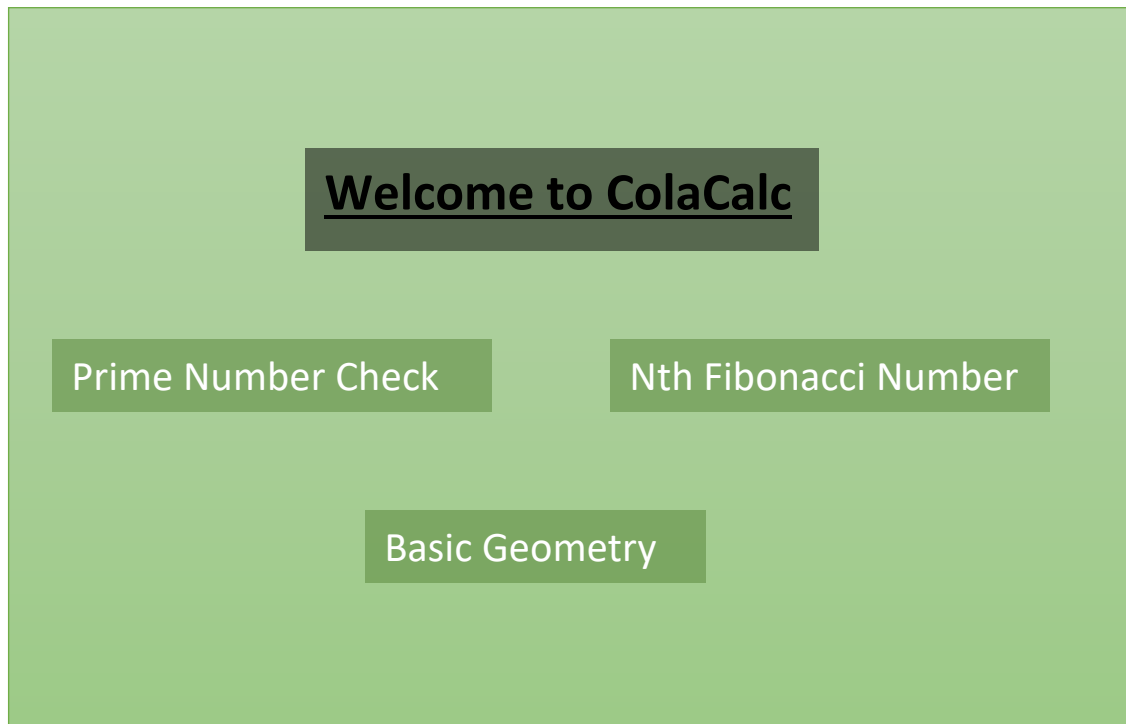 Welcome to ColaCalc
Prime Number Check
Nth Fibonacci Number
Basic Geometry